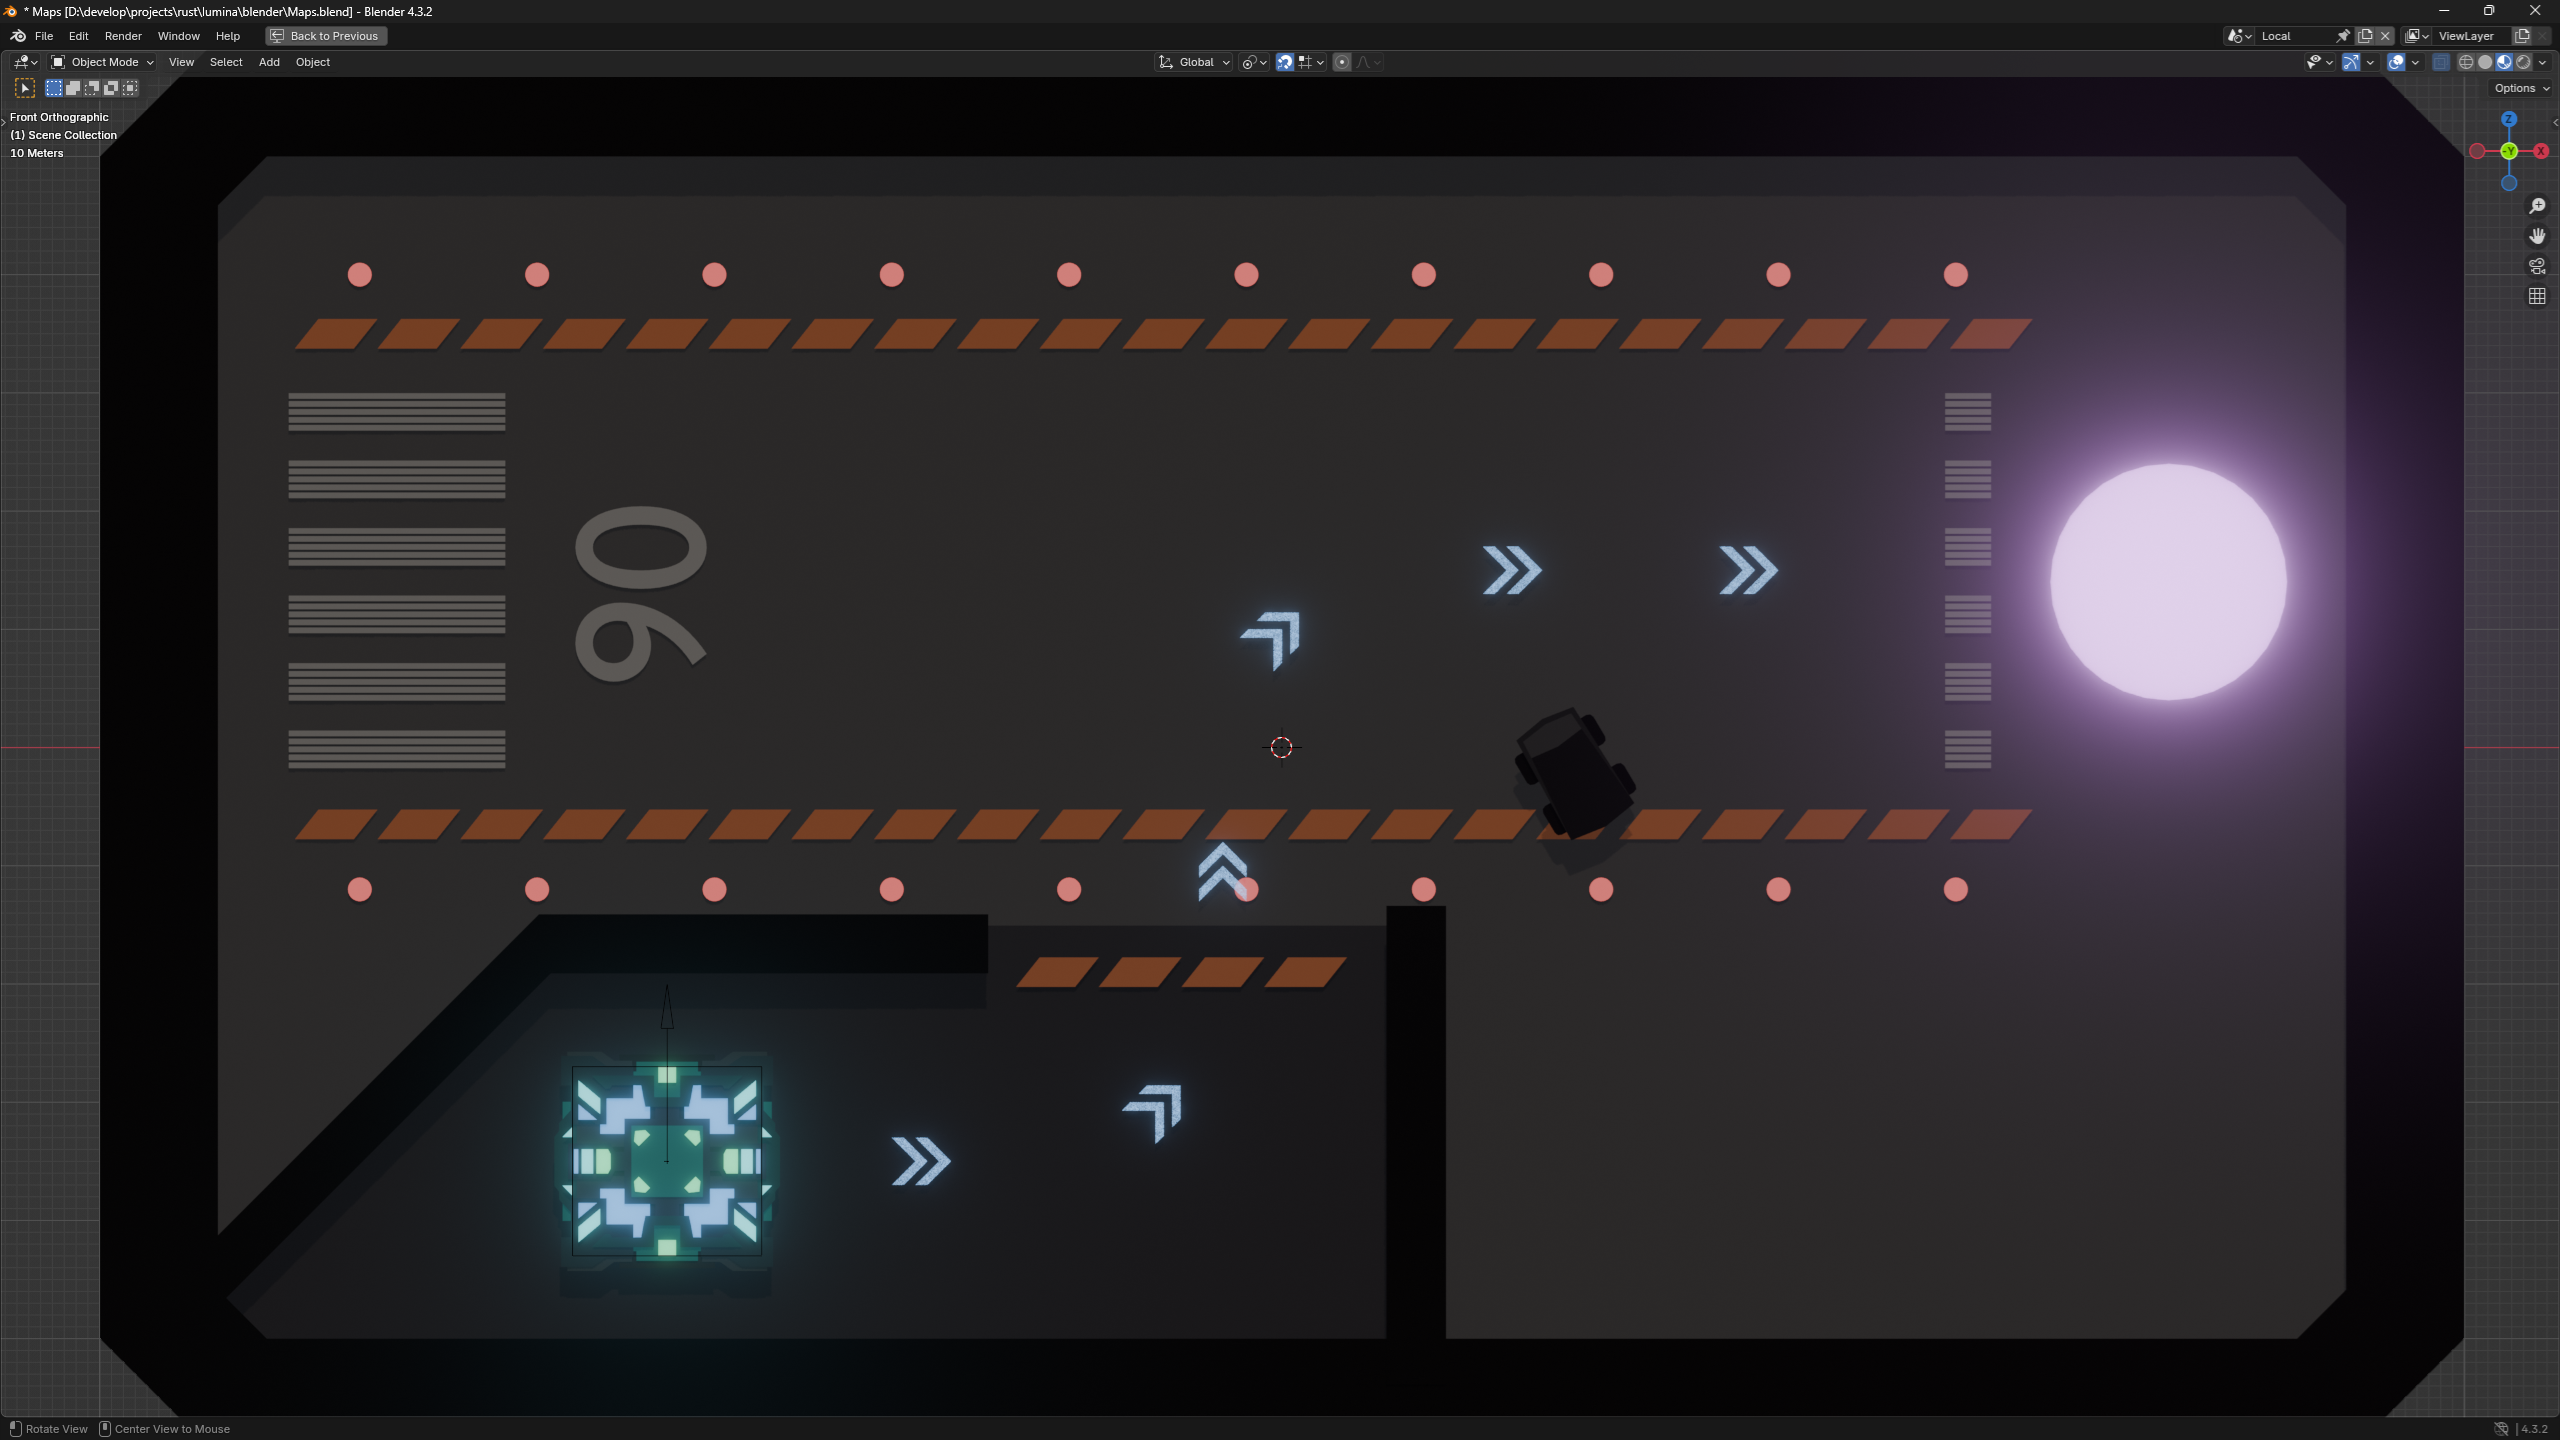 * Maps [D:\develop\projects\rust\lumina\blender\Maps.blend] - Blender 4.3.2
File Edit Render Window Help Back to Previous
Local ViewLayer
Object Mode View Select Add Object
Global
Options
Front Orthographic
(1) Scene Collection
10 Meters
Z
-Y X
90
Rotate View Center View to Mouse
4.3.2